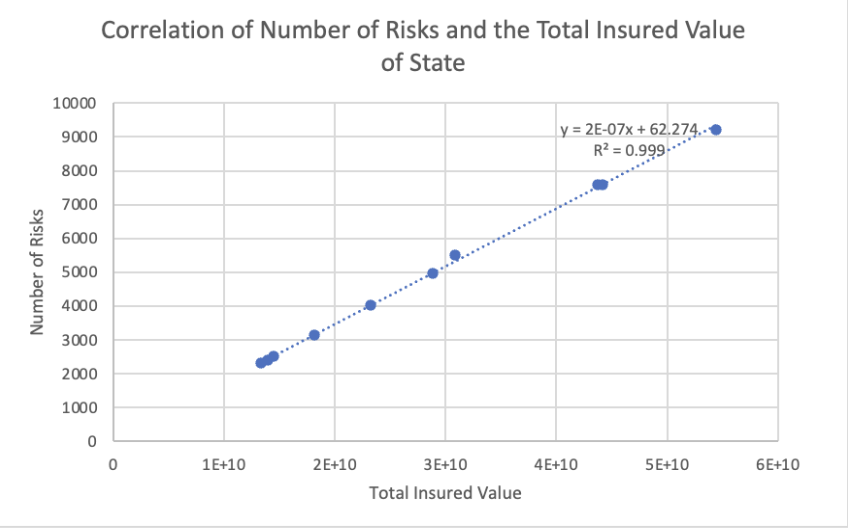 Correlation of Number of Risks and the Total Insured Value
of State
10000
9000
8000
7000
6000
5000
4000
3000
2000
1000
0
Number of Risks
y = 2E-07x + 62.274
R² = 0.999
0 1E+10 2E+10 3E+10 4E+10 5E+10 6E+10
Total Insured Value